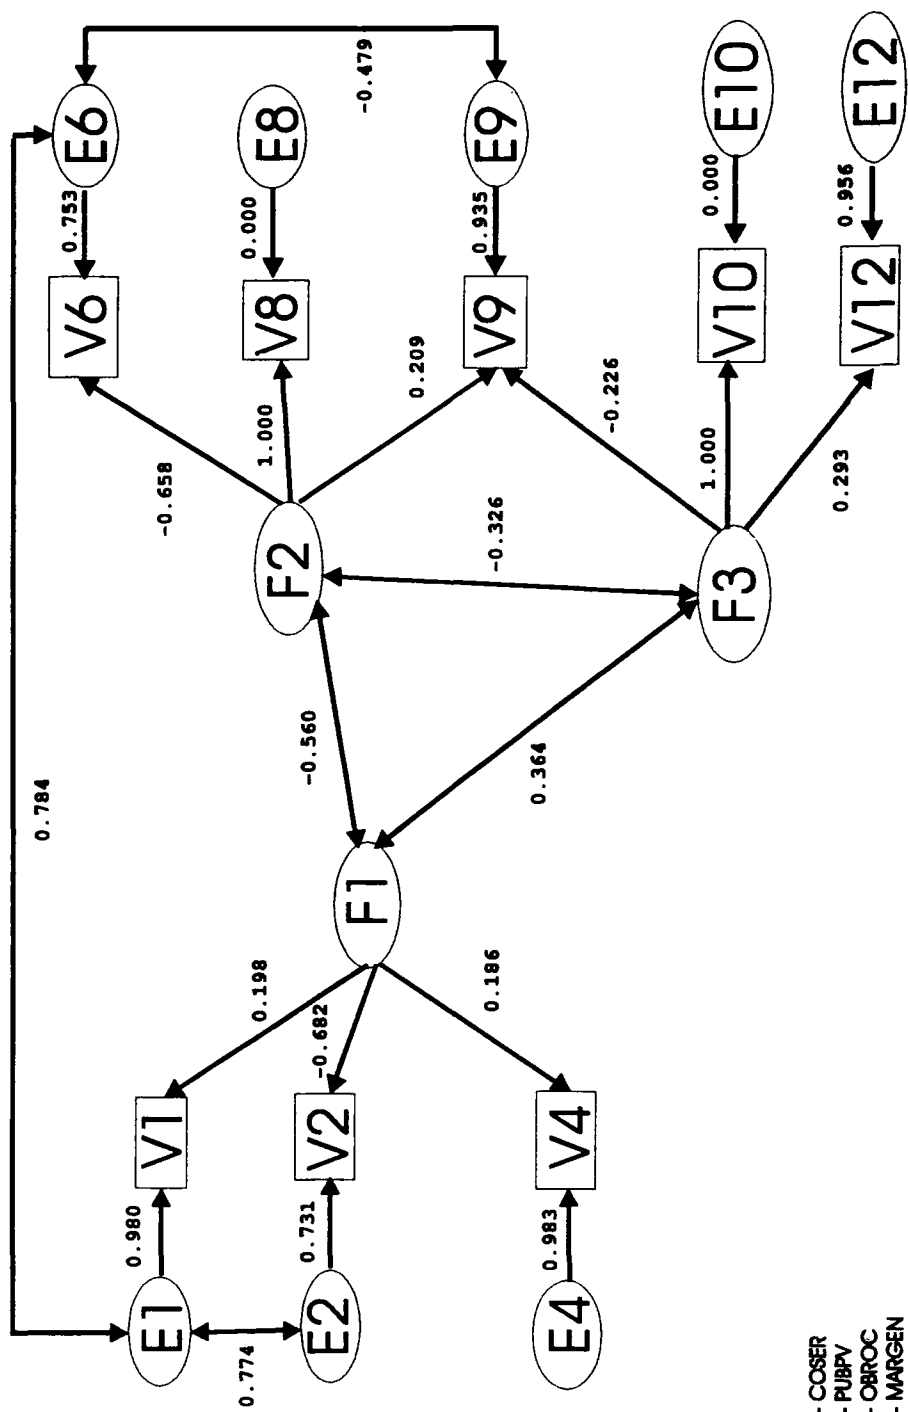 0.784
0.753
E6
V6
-0.658
0.980
E1
V1
0.198
0.774
0.000
E8
V8
1.000
F2
-0.560
0.731
E2
V2
-0.682
-0.479
F1
0.209
0.935
E9
V9
-0.326
0.186
0.983
E4
V4
0.364
-0.226
0.000
E10
V10
1.000
F3
0.956
E12
V12
0.293
- COSER
- PUBPV
- OBROC
- MARGEN